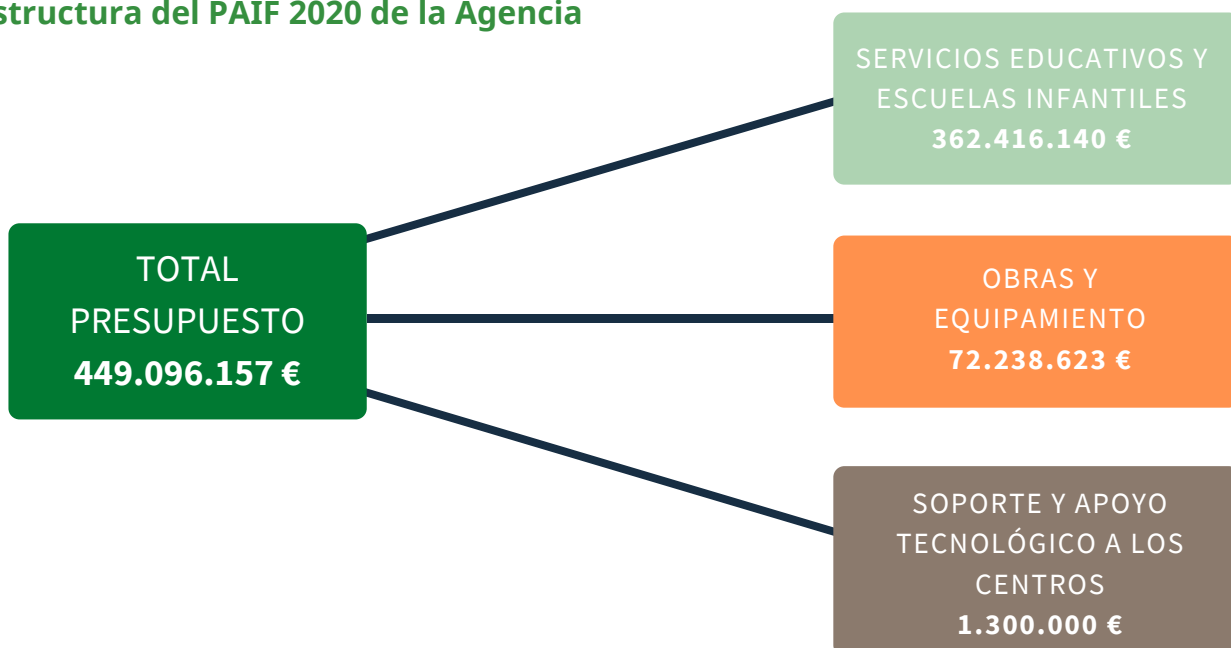 structura del PAIF 2020 de la Agencia
SERVICIOS EDUCATIVOS Y
ESCUELAS INFANTILES
362.416.140 €
TOTAL
PRESUPUESTO
449.096.157 €
OBRAS Y
EQUIPAMIENTO
72.238.623 €
SOPORTE Y APOYO
TECNOLÓGICO A LOS
CENTROS
1.300.000 €